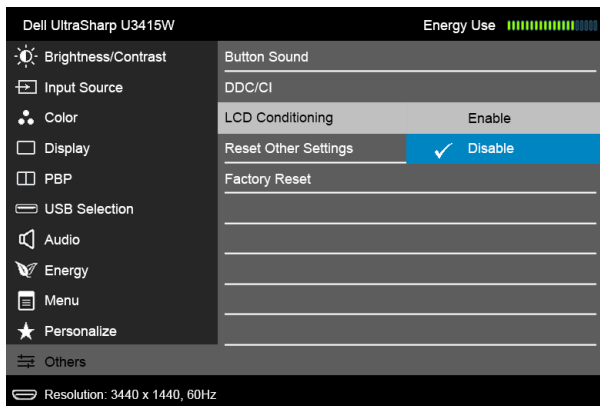 Dell UltraSharp U3415W Energy Use
Brightness/Contrast Button Sound
Input Source DDC/CI
Color LCD Conditioning Enable
Display Reset Other Settings Disable
PBP Factory Reset
USB Selection
Audio
Energy
Menu
Personalize
Others
Resolution: 3440 x 1440, 60Hz